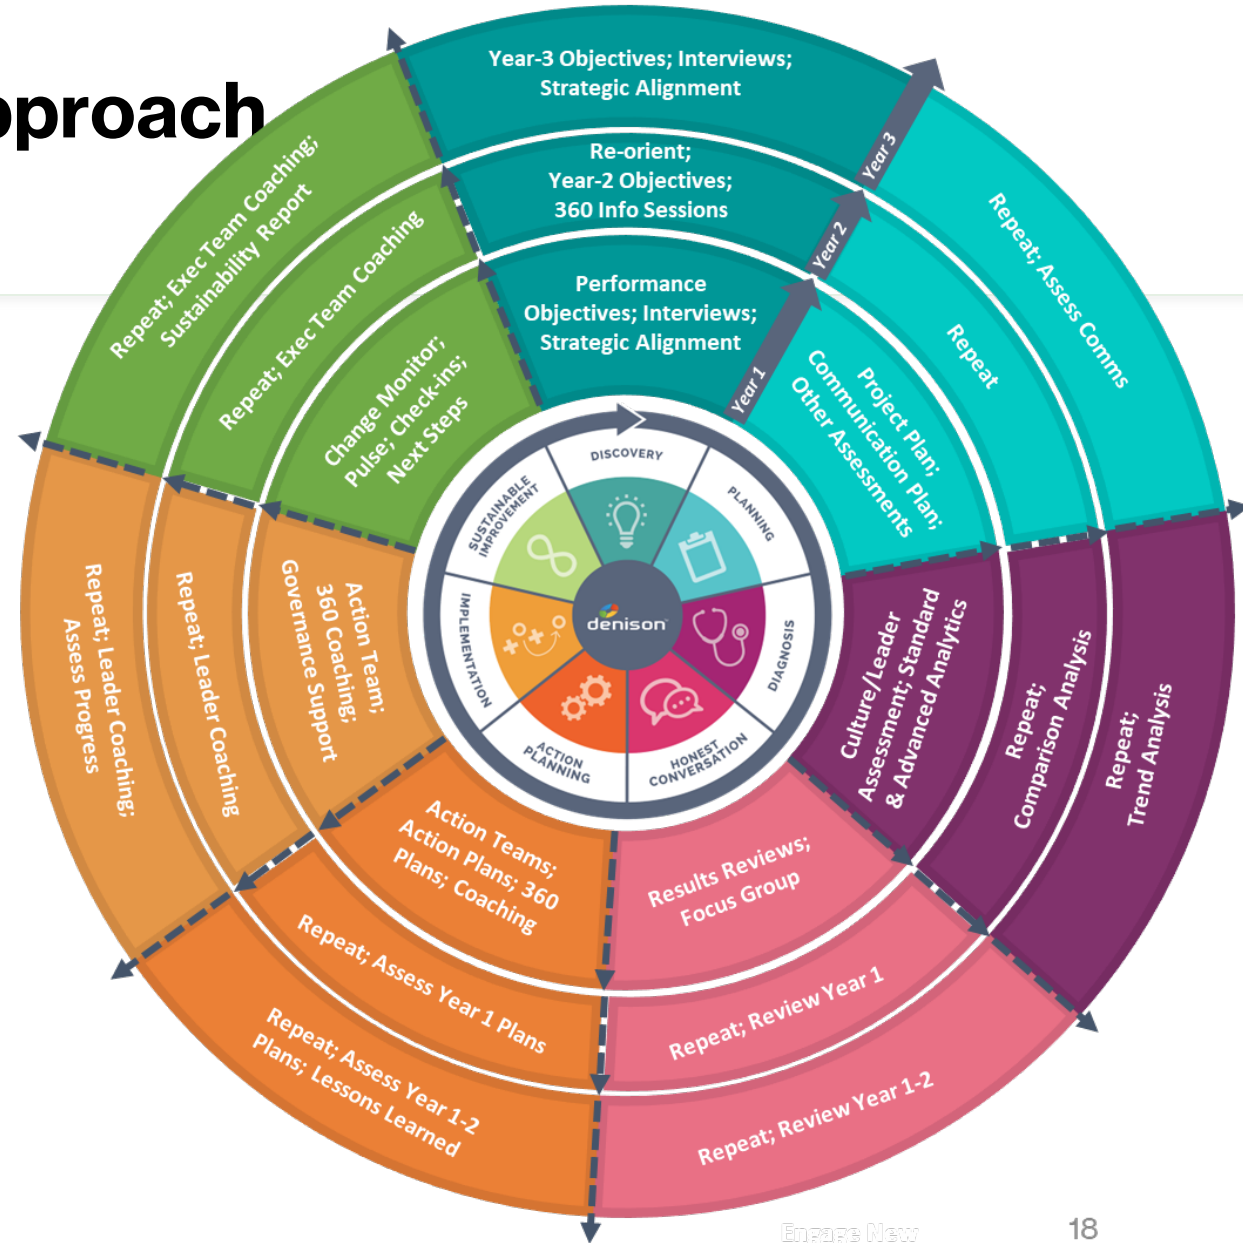 pproach
Year-3 Objectives; Interviews;
Strategic Alignment
Re-orient;
Year-2 Objectives;
360 Info Sessions
Performance
Objectives; Interviews;
Strategic Alignment
Year 3
Year 2
Year 1
Repeat; Assess Comms
Repeat
Project Plan;
Communication Plan;
Other Assessments
Repeat;
Trend Analysis
Repeat;
Comparison Analysis
Culture/Leader
Assessment; Standard
& Advanced Analytics
Results Reviews;
Focus Group
Repeat; Review Year 1
Repeat; Review Year 1-2
Action Teams;
Action Plans; 360
Plans; Coaching
Repeat; Assess Year 1 Plans
Repeat; Assess Year 1-2
Plans; Lessons Learned
Action Team;
360 Coaching;
Governance Support
Repeat; Leader Coaching
Repeat; Leader Coaching;
Assess Progress
Change Monitor;
Pulse; Check-ins;
Next Steps
Repeat; Exec Team Coaching
Repeat; Exec Team Coaching;
Sustainability Report
DISCOVERY
PLANNING
DIAGNOSIS
HONEST
CONVERSATION
ACTION
PLANNING
IMPLEMENTATION
SUSTAINABLE
IMPROVEMENT
denison
Engage New
18